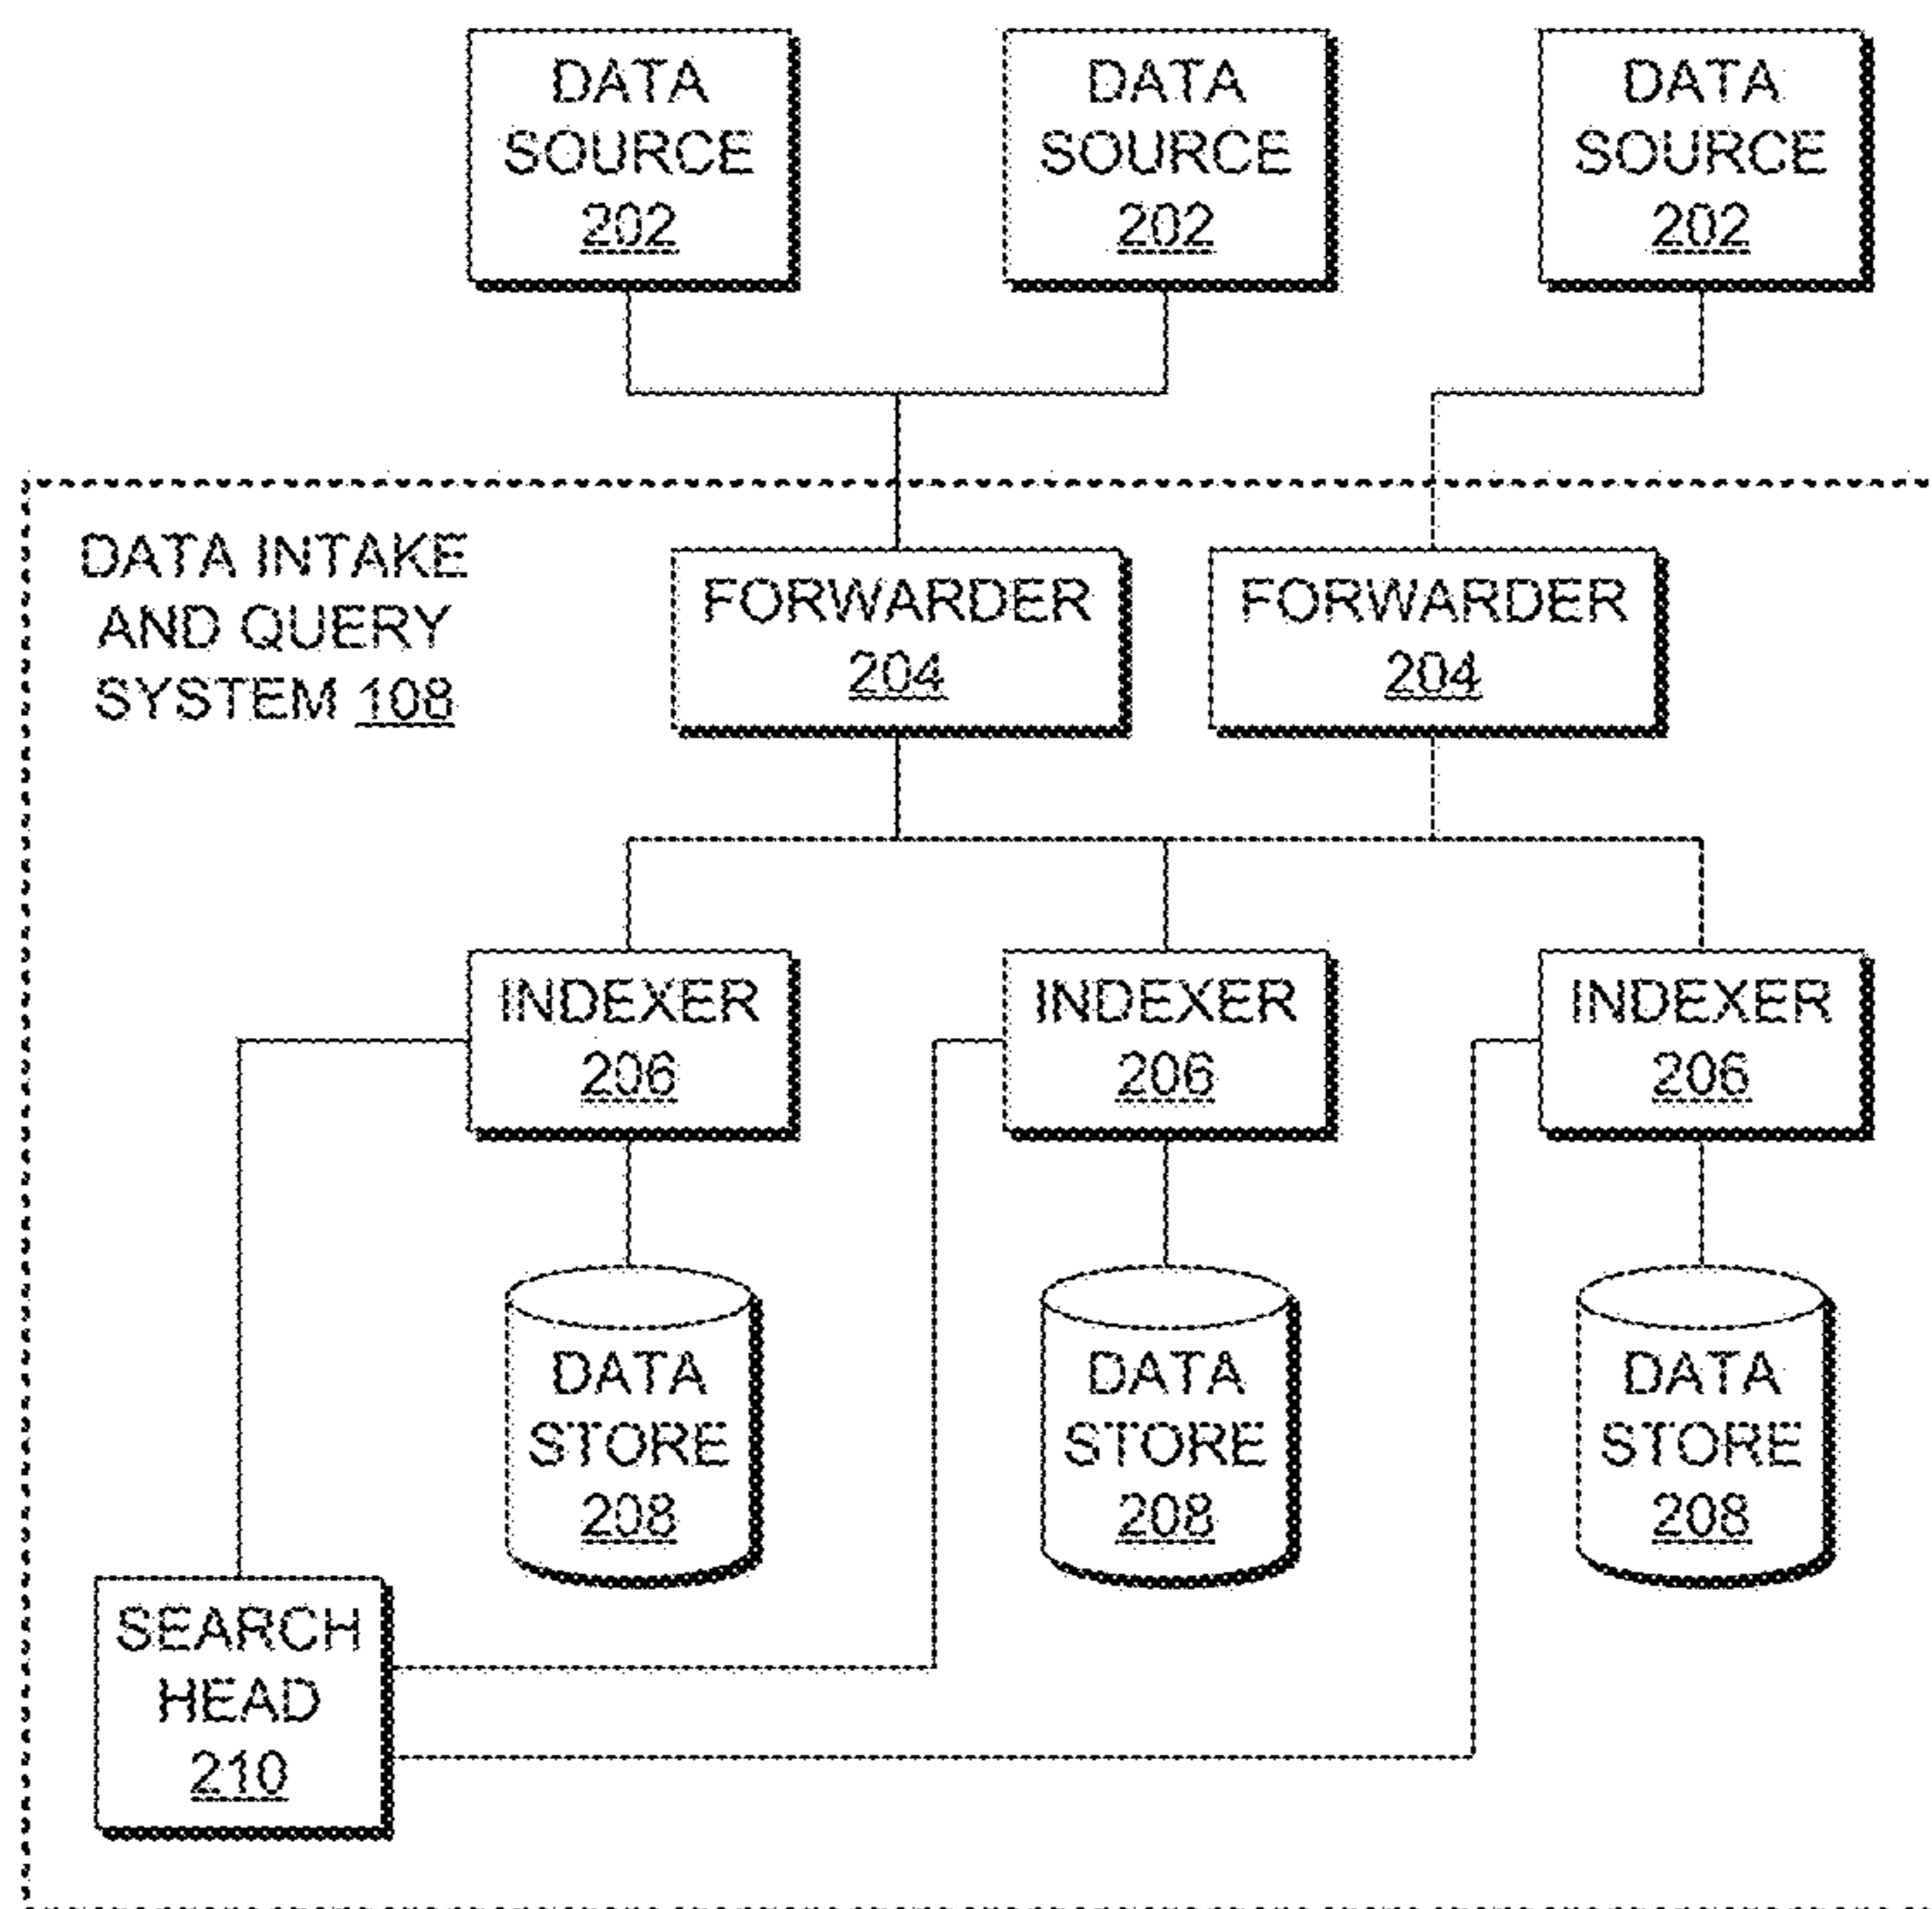 DATA
SOURCE
202
DATA
SOURCE
202
DATA
SOURCE
202
DATA INTAKE
AND QUERY
SYSTEM 108
FORWARDER
204
FORWARDER
204
INDEXER
206
INDEXER
206
INDEXER
206
DATA
STORE
208
DATA
STORE
208
DATA
STORE
208
SEARCH
HEAD
210